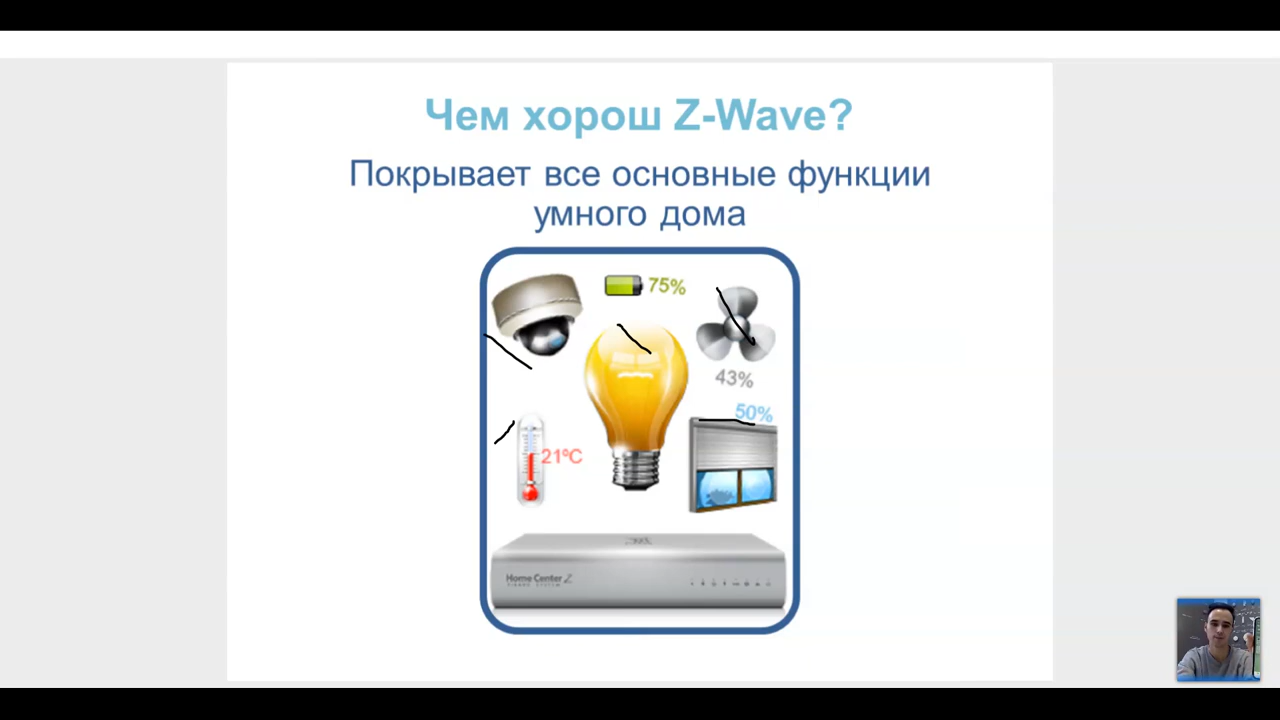 Чем хорош Z-Wave?
Покрывает все основные функции
умного дома
75%
43%
50%
21°C
Home Center Z